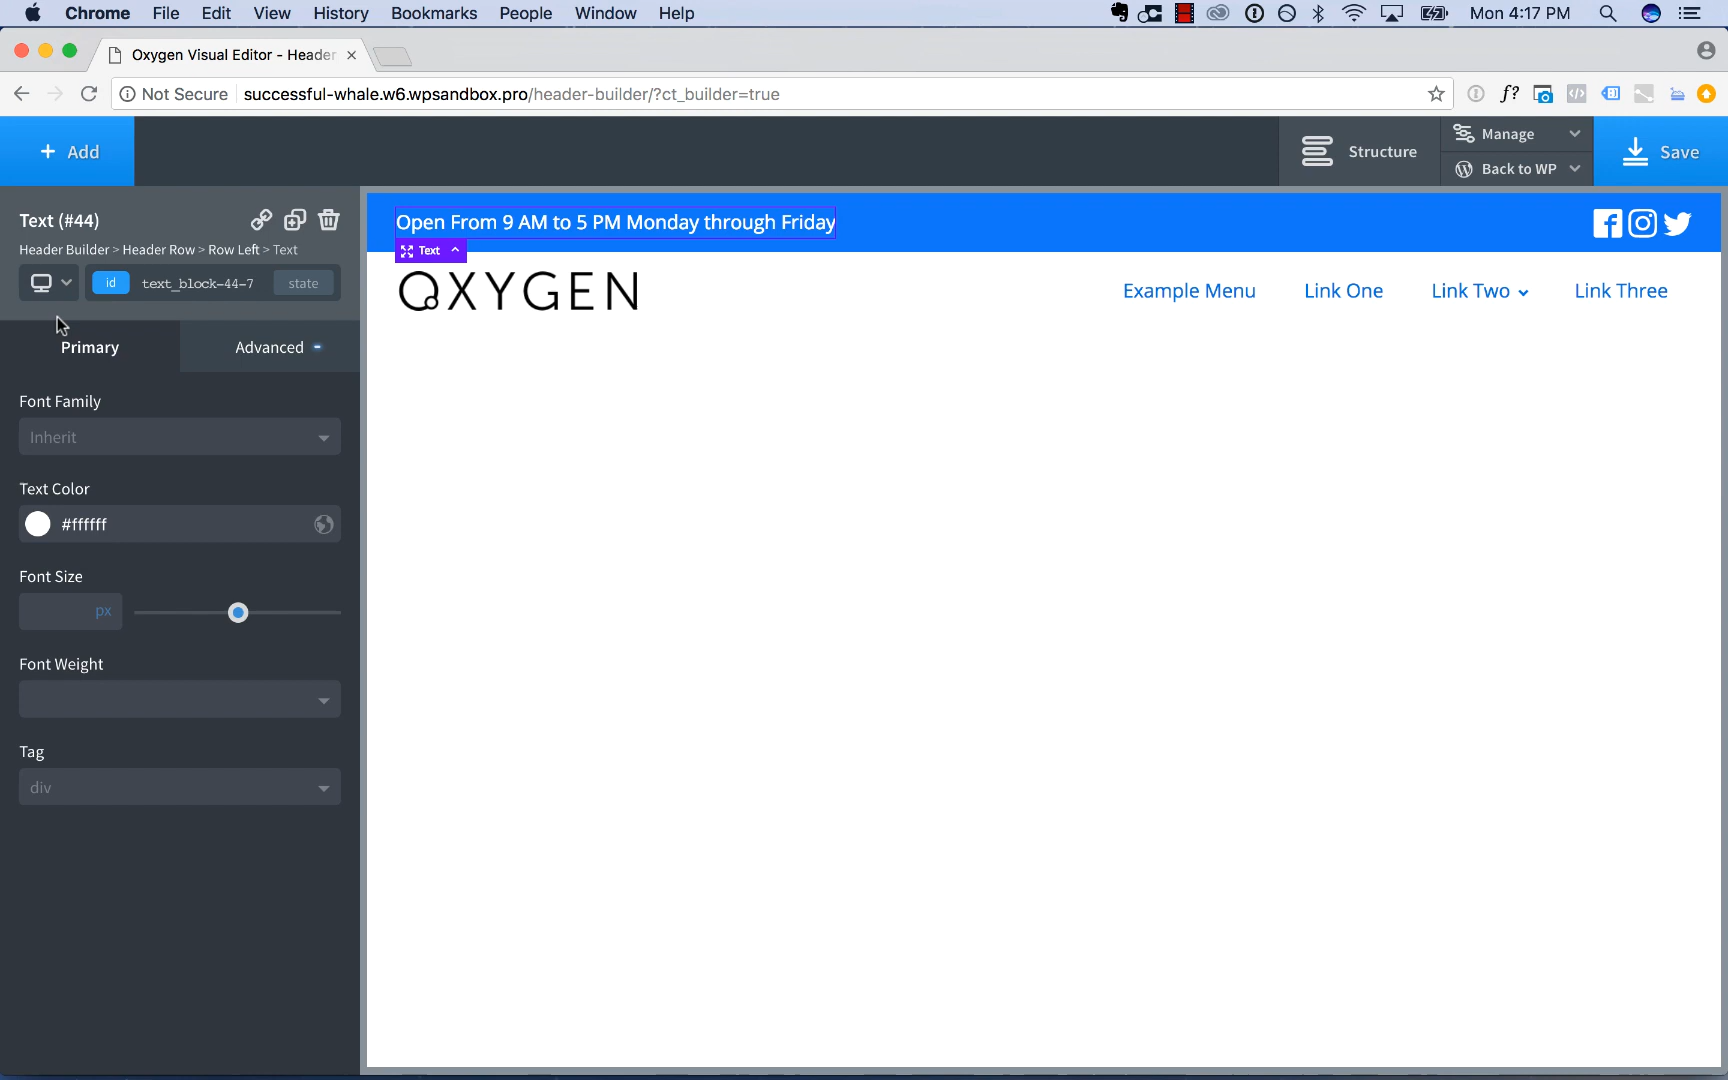 Chrome File Edit View History Bookmarks People Window Help Mon 4:17 PM
Oxygen Visual Editor - Header
Not Secure successful-whale.w6.wpsandbox.pro/header-builder/?ct_builder=true f?
+ Add
Structure
Manage
Back to WP
Save
Text (#44)
Header Builder > Header Row > Row Left > Text
id text_block-44-7 state
Primary Advanced
Font Family
Inherit
Text Color
#ffffff
Font Size
px
Font Weight
Tag
div
Open From 9 AM to 5 PM Monday through Friday
Text
OXYGEN
Example Menu Link One Link Two Link Three